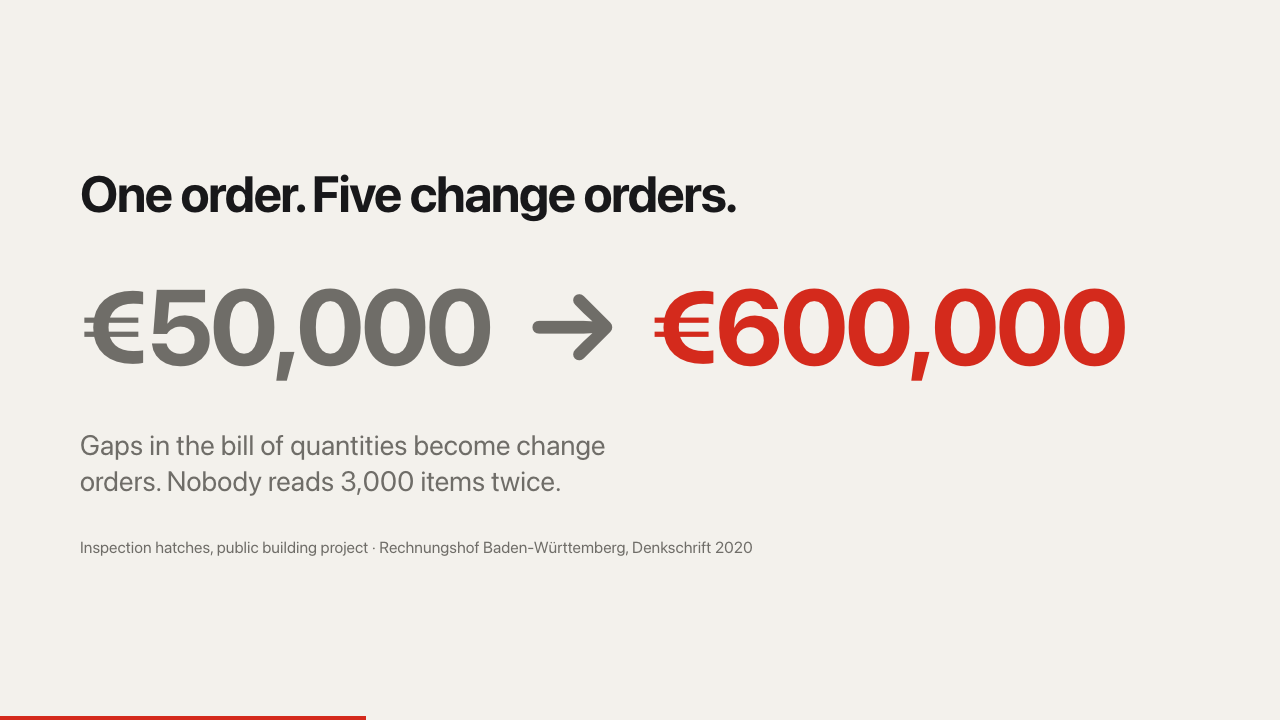 One order. Five change orders.
€50,000 → €600,000
Gaps in the bill of quantities become change
orders. Nobody reads 3,000 items twice.
Inspection hatches, public building project · Rechnungshof Baden-Württemberg, Denkschrift 2020